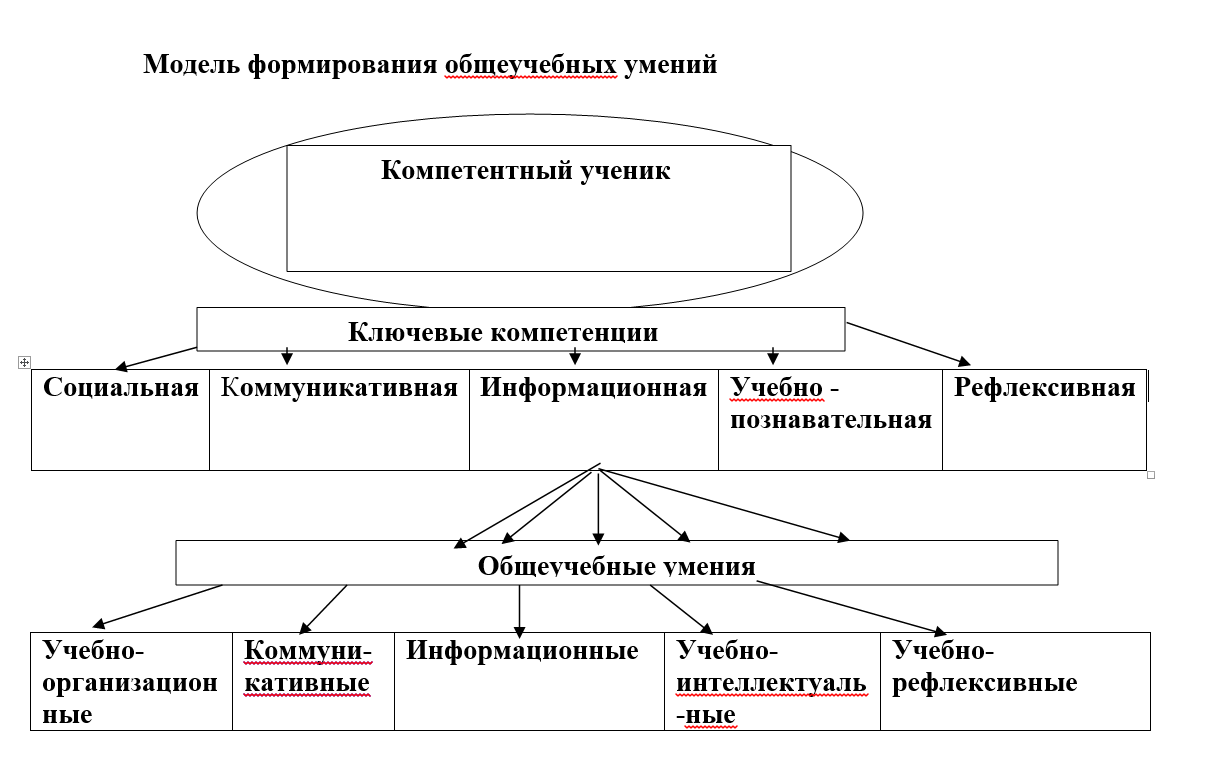 Модель формирования общеучебных умений
Компетентный ученик
Ключевые компетенции
Социальная
Коммуникативная
Информационная
Учебно -
познавательная
Рефлексивная
Общеучебные умения
Учебно-
организацион
ные
Коммуни-
кативные
Информационные
Учебно-
интеллектуаль
-ные
Учебно-
рефлексивные